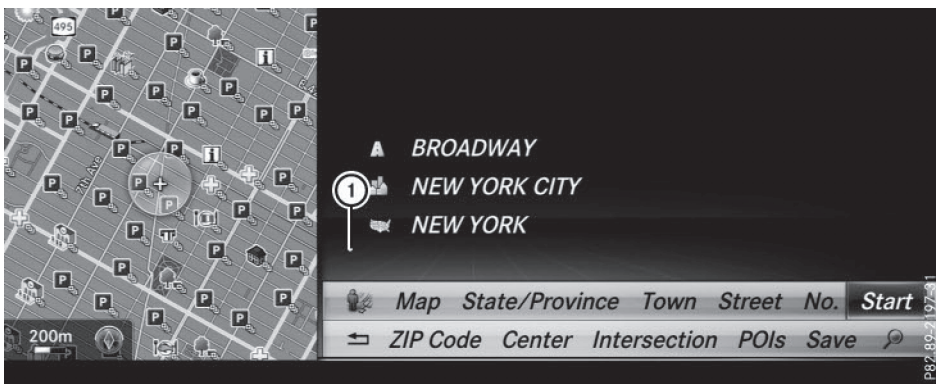 495
7th Ave
200m
1
BROADWAY
NEW YORK CITY
NEW YORK
Map State/Province Town Street No. Start
ZIP Code Center Intersection POIs Save
P82.89-2197-31